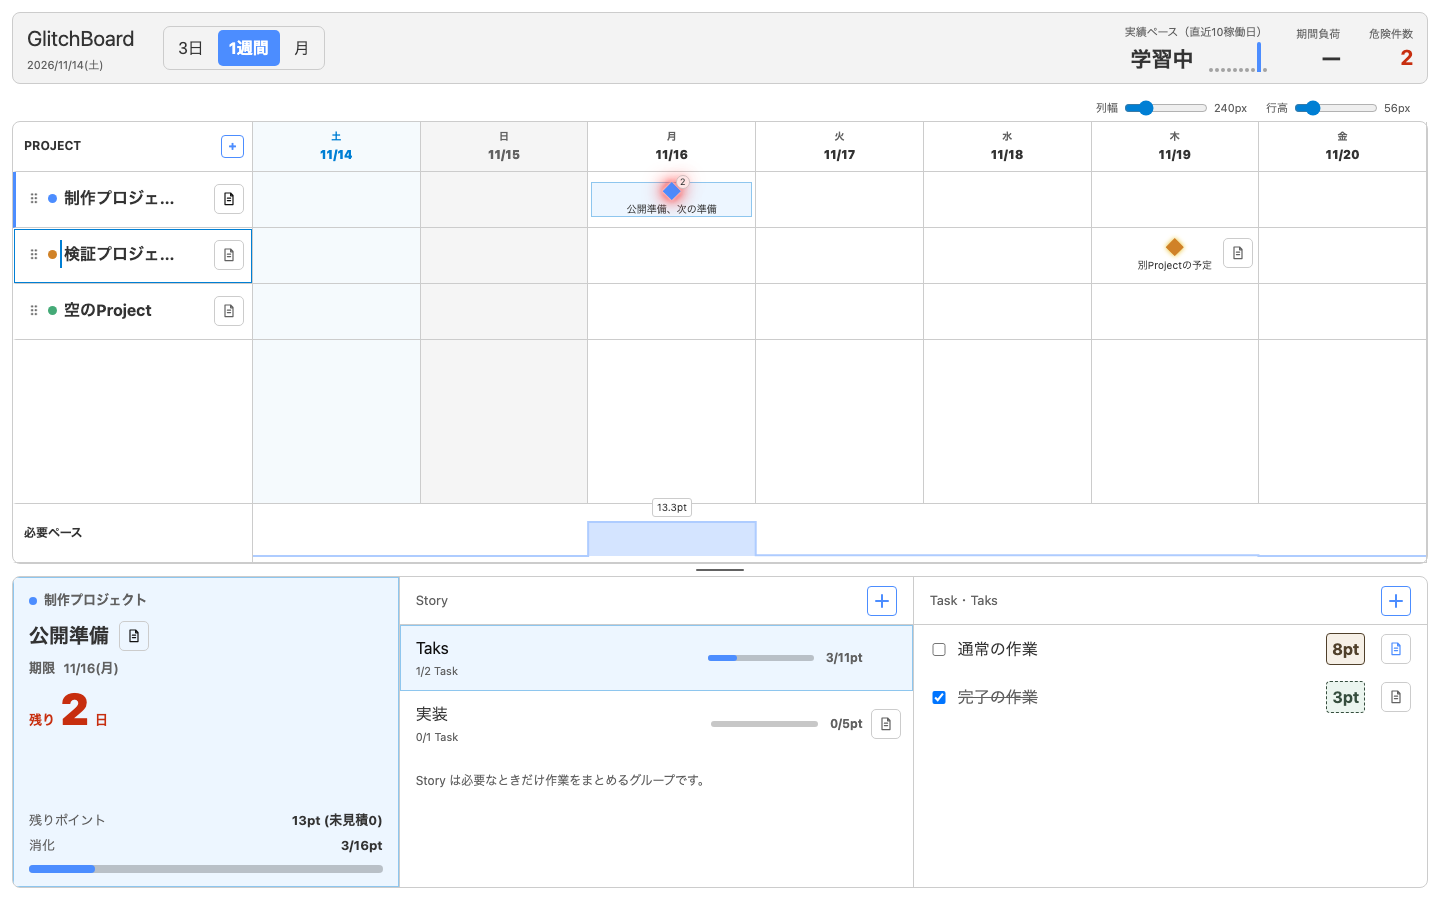 GlitchBoard
2026/11/14(土)
3日
1週間
月
実績ペース（直近10稼働日）
学習中
期間負荷
—
危険件数
2
列幅
240px
行高
56px
PROJECT
+
土
11/14
日
11/15
月
11/16
火
11/17
水
11/18
木
11/19
金
11/20
制作プロジェ...
2
公開準備、次の準備
検証プロジェ...
別Projectの予定
空のProject
必要ペース
13.3pt
制作プロジェクト
公開準備
期限 11/16(月)
残り 2 日
残りポイント
13pt (未見積0)
消化
3/16pt
Story
+
Taks
1/2 Task
3/11pt
実装
0/1 Task
0/5pt
Story は必要なときだけ作業をまとめるグループです。
Task・Taks
+
通常の作業
8pt
完了の作業
3pt